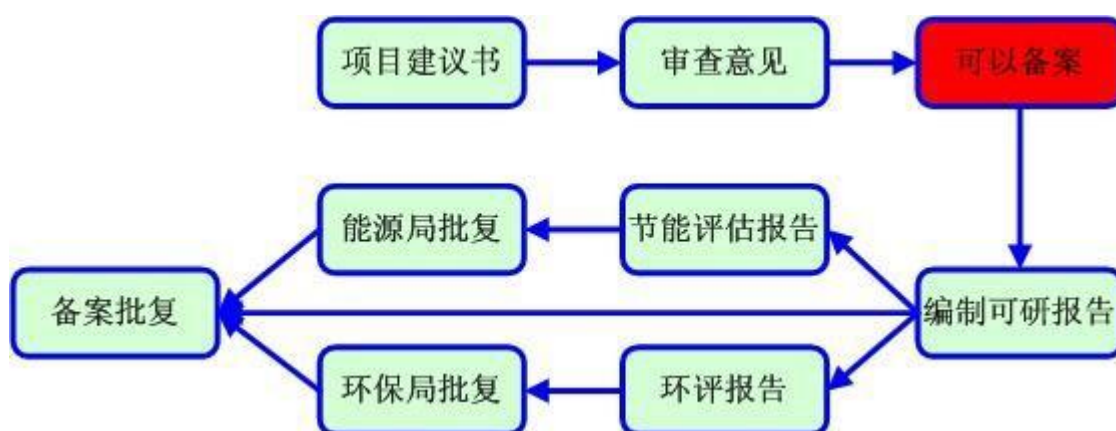 项目建议书
审查意见
可以备案
能源局批复
节能评估报告
备案批复
编制可研报告
环保局批复
环评报告